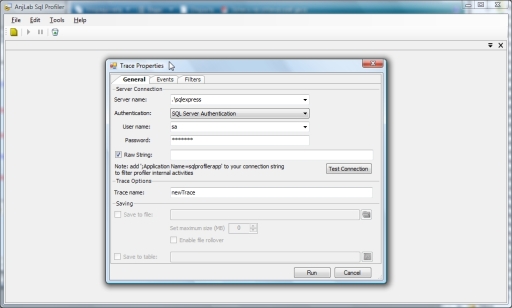 AnjLab Sql Profiler
File Edit Tools Help
Trace Properties
General Events Filters
Server Connection
Server name: .\sqlexpress
Authentication: SQL Server Authentication
User name: sa
Password: *******
Raw String:
Note: add ';Application Name=sqlprofilerapp' to your connection string
to filter profiler internal activities
Test Connection
Trace Options
Trace name: newTrace
Saving
Save to file:
Set maximum size (MB) 8
Enable file rollover
Save to table:
Run Cancel